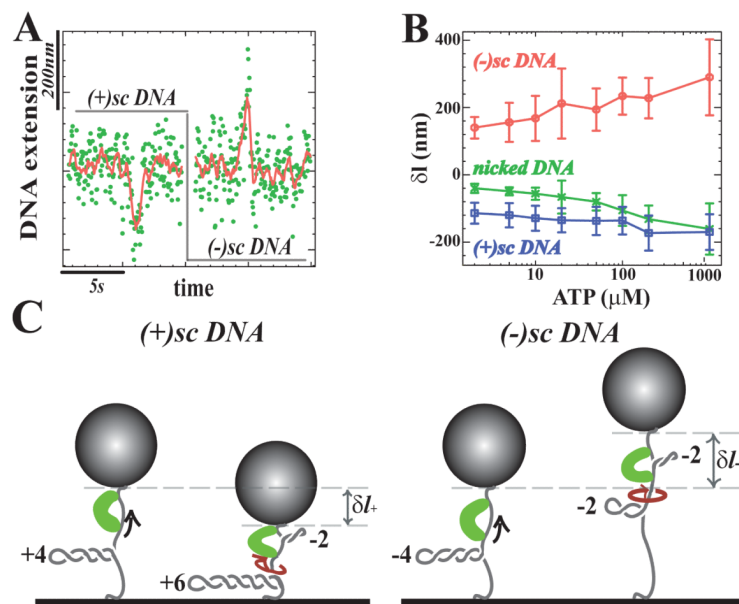 A
200nm
DNA extension
(+)sc DNA
(-)sc DNA
5s
time
B
400
200
0
-200
δl (nm)
(-)sc DNA
nicked DNA
(+)sc DNA
10
100
1000
ATP (μM)
C
(+)sc DNA
(-)sc DNA
+4
-2
+6
δl₊
-4
-2
-2
δl₋